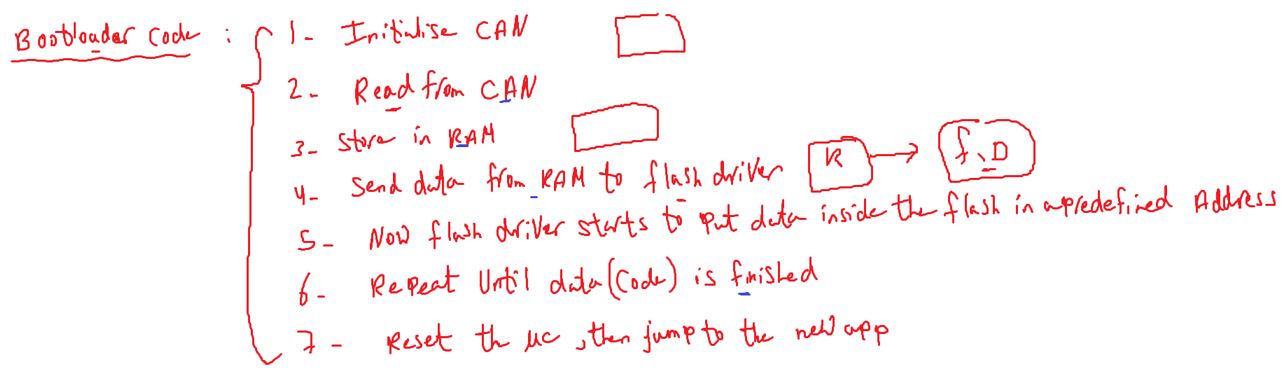 Bootloader Code :
1- Initialise CAN
2- Read from CAN
3- Store in RAM
4- Send data from RAM to flash driver R → f.D
5- Now flash driver starts to put data inside the flash in a predefined Address
6- Repeat Until data (Code) is finished
7- Reset th µc , then jump to the new app